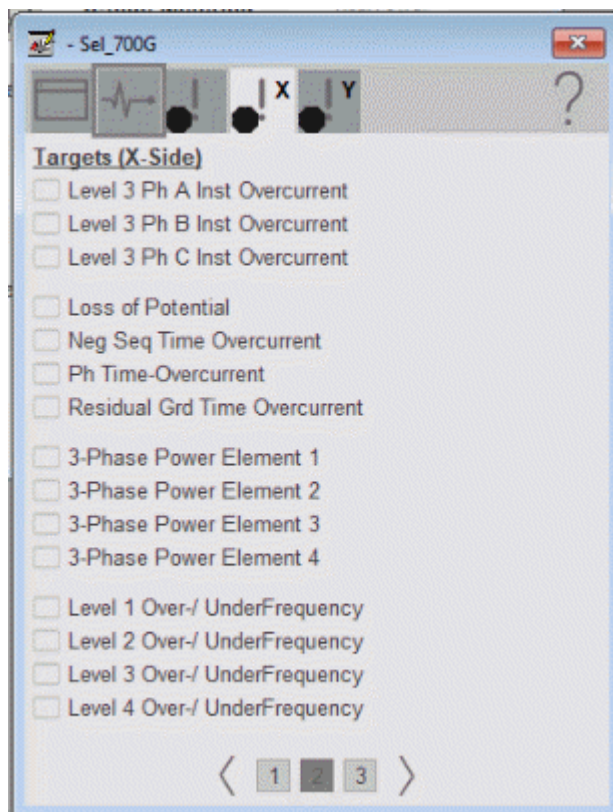 - Sel_700G
X
Y
?
Targets (X-Side)
Level 3 Ph A Inst Overcurrent
Level 3 Ph B Inst Overcurrent
Level 3 Ph C Inst Overcurrent
Loss of Potential
Neg Seq Time Overcurrent
Ph Time-Overcurrent
Residual Grd Time Overcurrent
3-Phase Power Element 1
3-Phase Power Element 2
3-Phase Power Element 3
3-Phase Power Element 4
Level 1 Over-/ UnderFrequency
Level 2 Over-/ UnderFrequency
Level 3 Over-/ UnderFrequency
Level 4 Over-/ UnderFrequency
1 2 3